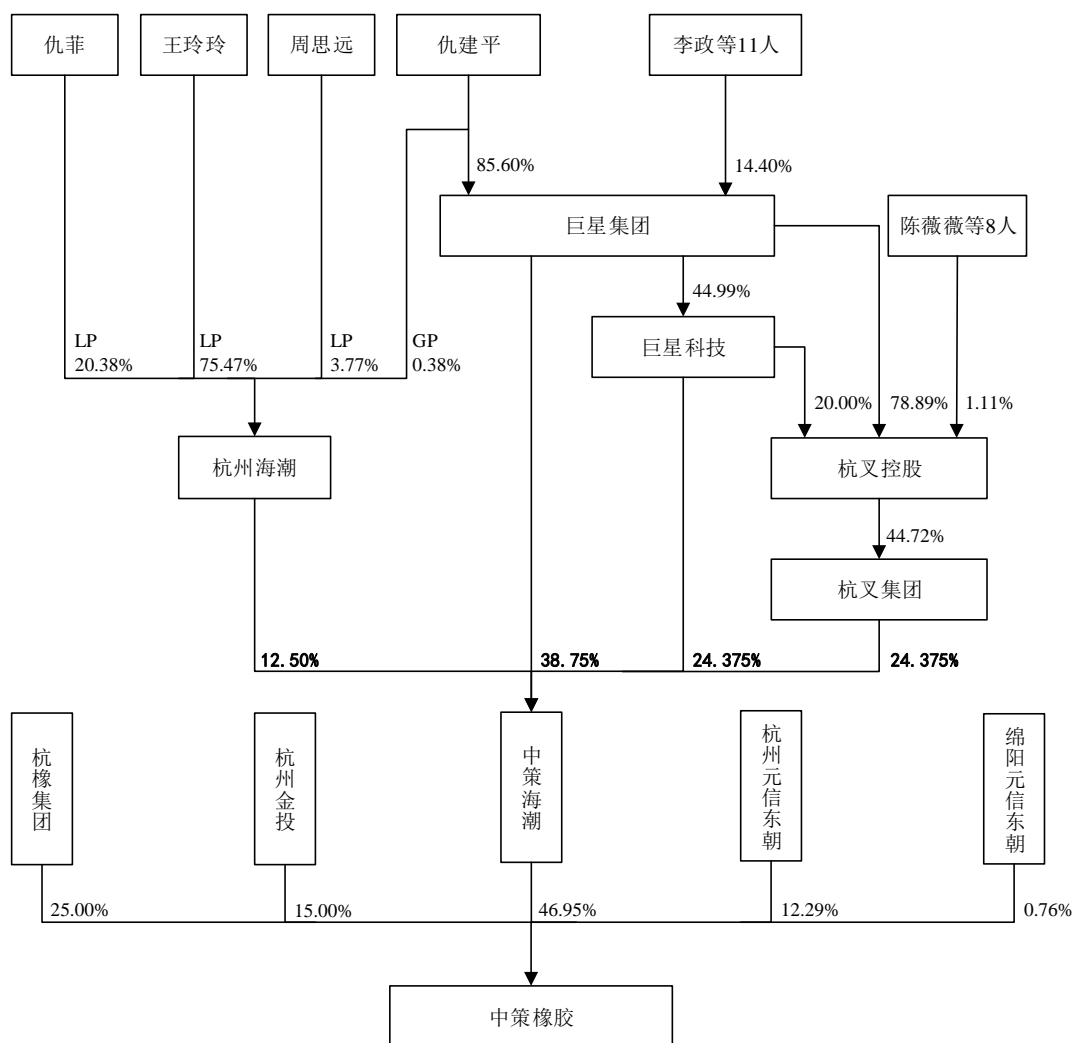 仇菲
王玲玲
周思远
仇建平
李政等11人
85.60%
14.40%
巨星集团
陈薇薇等8人
44.99%
巨星科技
LP
20.38%
LP
75.47%
LP
3.77%
GP
0.38%
20.00%
78.89%
1.11%
杭州海潮
杭叉控股
44.72%
杭叉集团
12.50%
38.75%
24.375%
24.375%
杭橡集团
杭州金投
中策海潮
杭州元信东朝
绵阳元信东朝
25.00%
15.00%
46.95%
12.29%
0.76%
中策橡胶